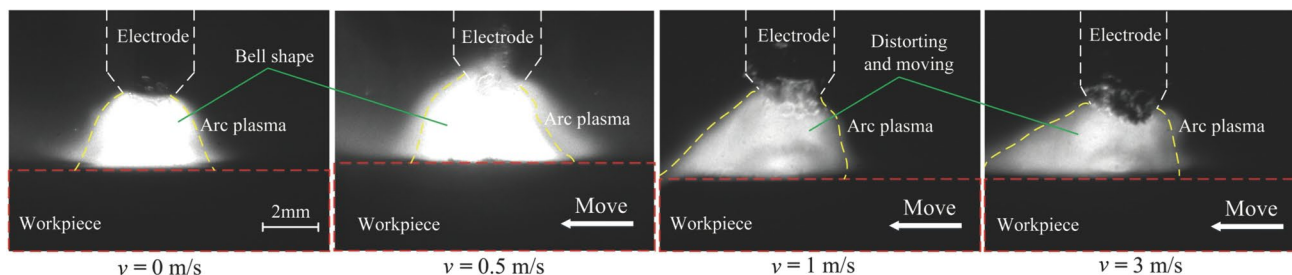 Electrode
Bell shape
Arc plasma
Workpiece
2mm
v = 0 m/s
Electrode
Arc plasma
Workpiece
Move
v = 0.5 m/s
Electrode
Distorting
and moving
Arc plasma
Workpiece
Move
v = 1 m/s
Electrode
Arc plasma
Workpiece
Move
v = 3 m/s